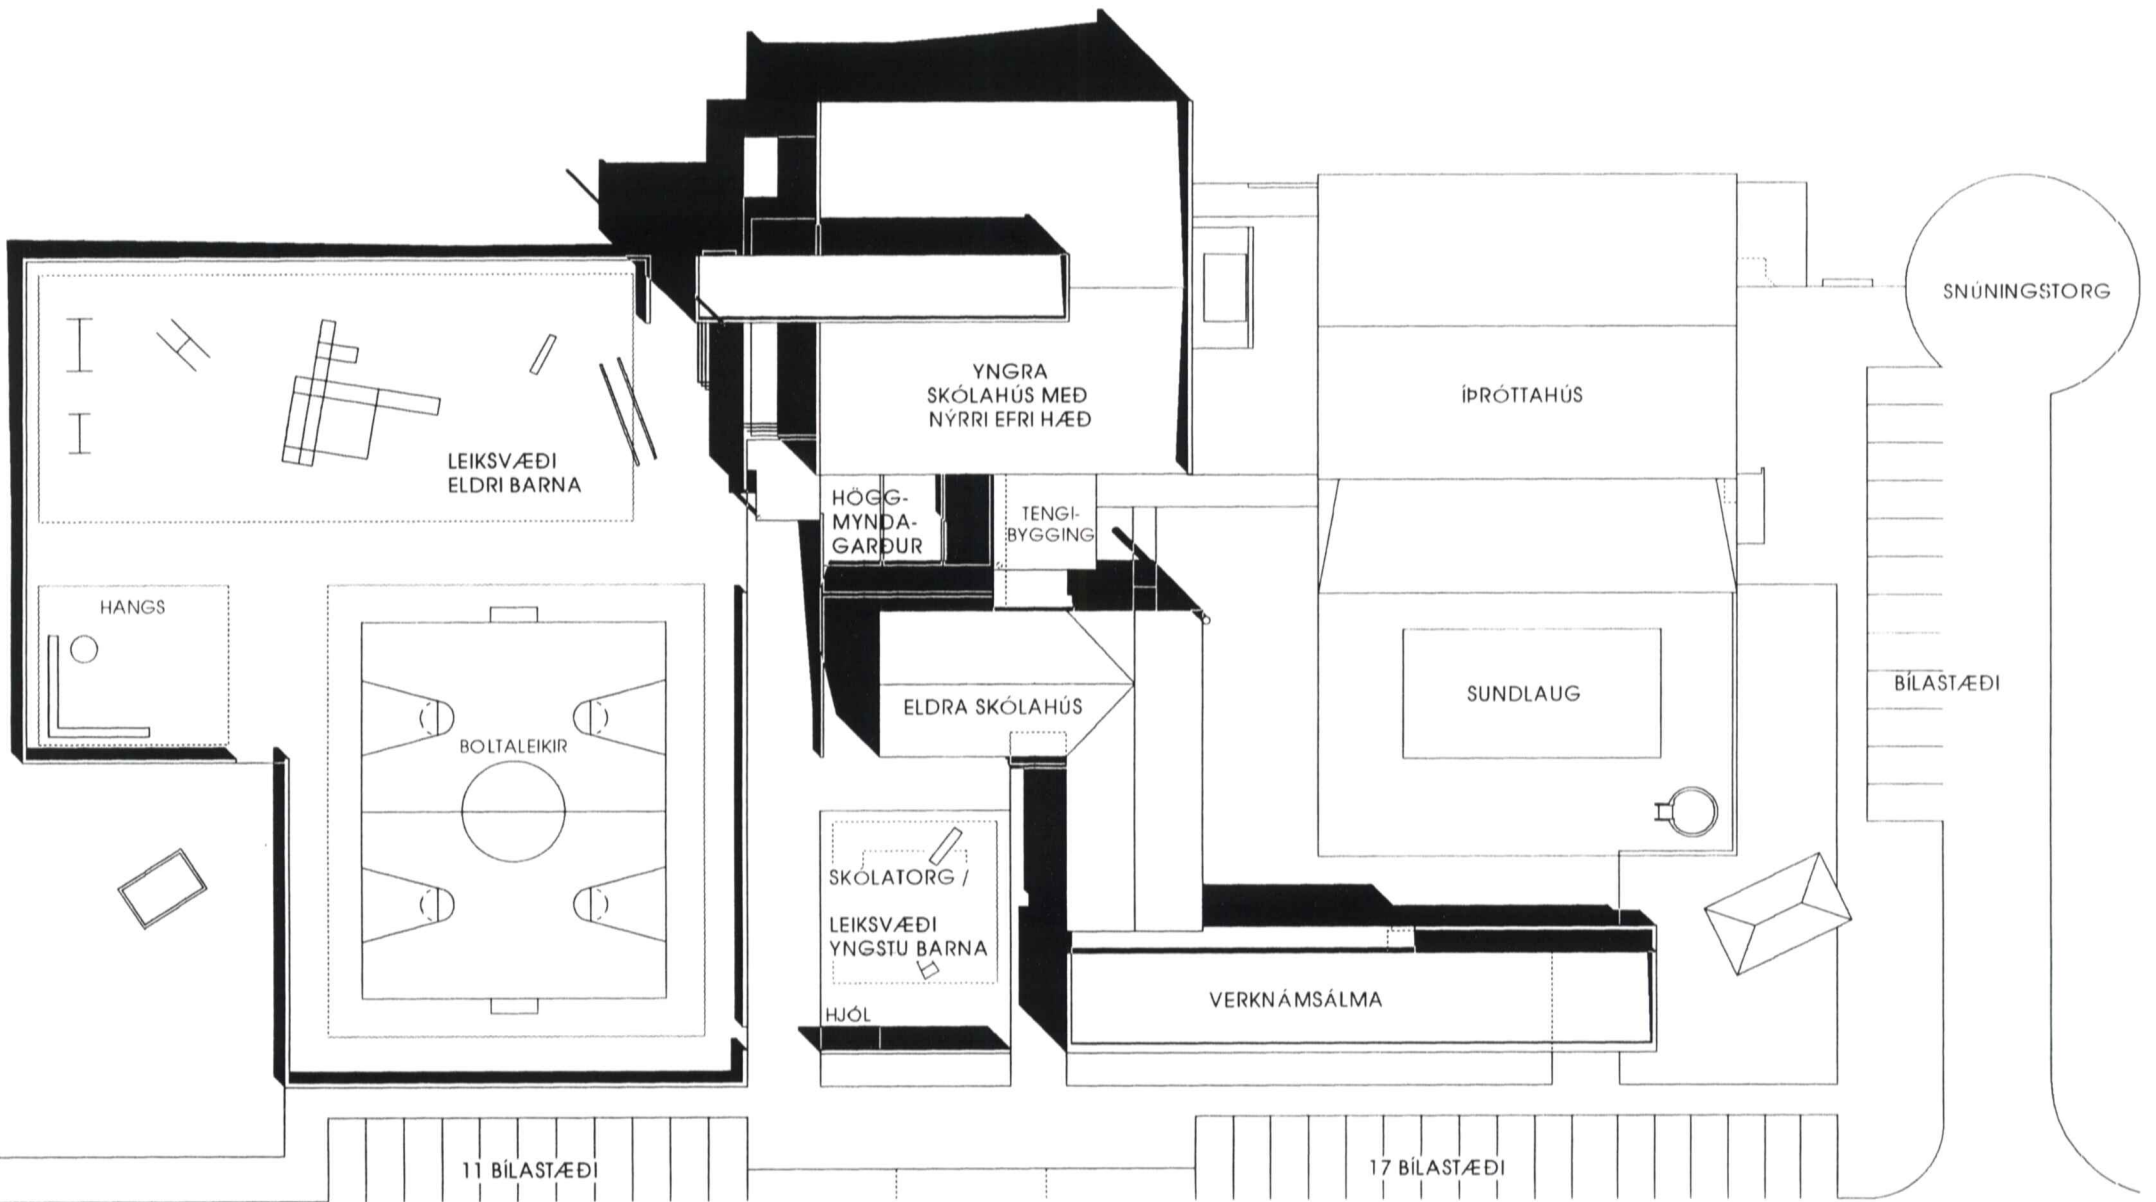 SNÚNINGSTORG
YNGRA
SKÓLAHÚS MEÐ
NÝRRI EFRI HÆÐ
ÍÞRÓTTAHÚS
LEIKSVÆÐI
ELDRI BARNA
HÖGG-
MYNDA-
GARÐUR
TENGI-
BYGGING
HANGS
BOLTALEIKIR
ELDRA SKÓLAHÚS
SUNDLAUG
BÍLASTÆÐI
SKÓLATORG /
LEIKSVÆÐI
YNGSTU BARNA
HJÓL
VERKNÁMSÁLMA
11 BÍLASTÆÐI
17 BÍLASTÆÐI